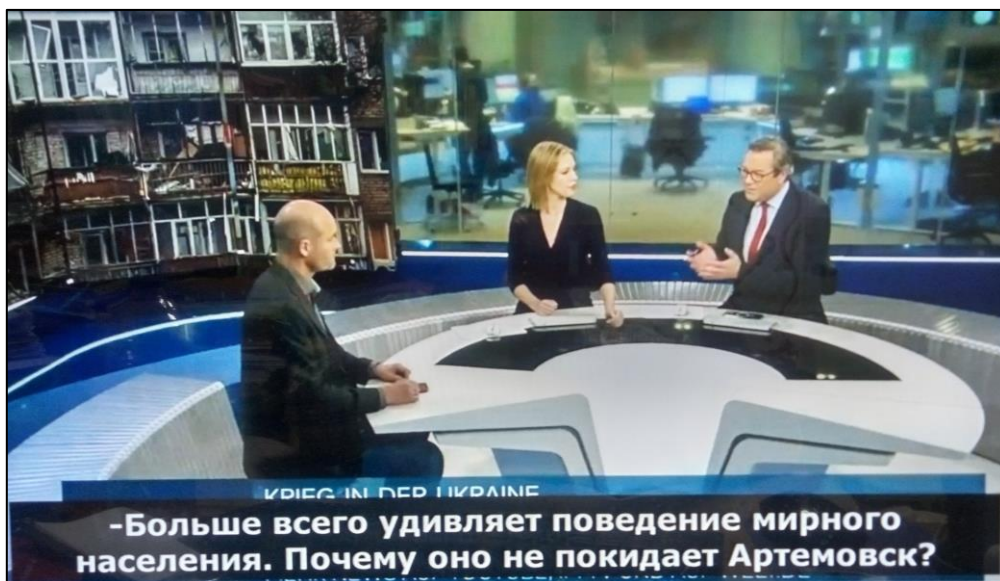 KRIEG IN DER UKRAINE
-Больше всего удивляет поведение мирного
населения. Почему оно не покидает Артемовск?